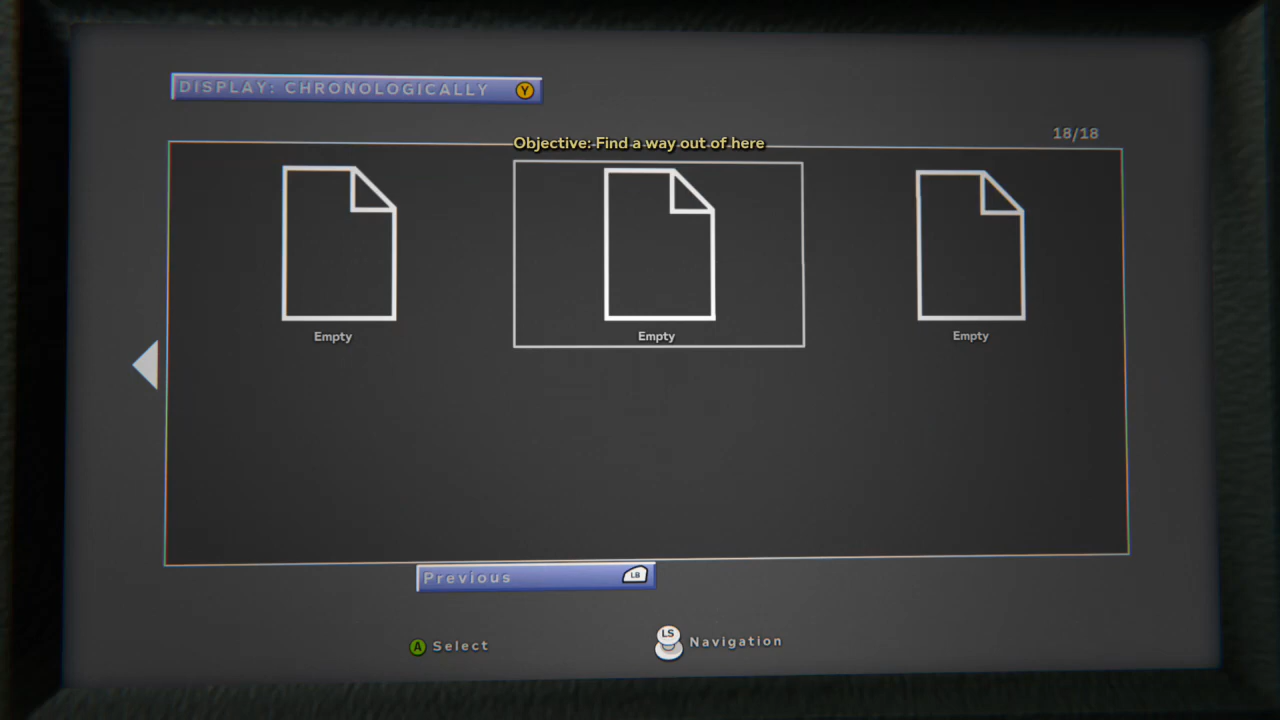 DISPLAY: CHRONOLOGICALLY Y
18/18
Objective: Find a way out of here
Empty
Empty
Empty
Previous LB
A Select
LS Navigation